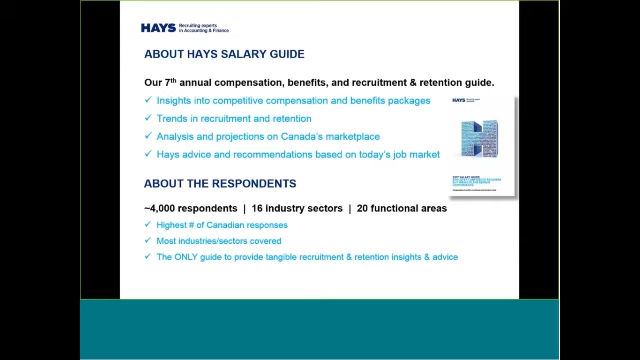 HAYS Recruiting experts
in Accounting & Finance
ABOUT HAYS SALARY GUIDE
Our 7th annual compensation, benefits, and recruitment & retention guide.
✓ Insights into competitive compensation and benefits packages
✓ Trends in recruitment and retention
✓ Analysis and projections on Canada's marketplace
✓ Hays advice and recommendations based on today's job market
HAYS
ABOUT THE RESPONDENTS
~4,000 respondents | 16 industry sectors | 20 functional areas
✓ Highest # of Canadian responses
✓ Most industries/sectors covered
✓ The ONLY guide to provide tangible recruitment & retention insights & advice